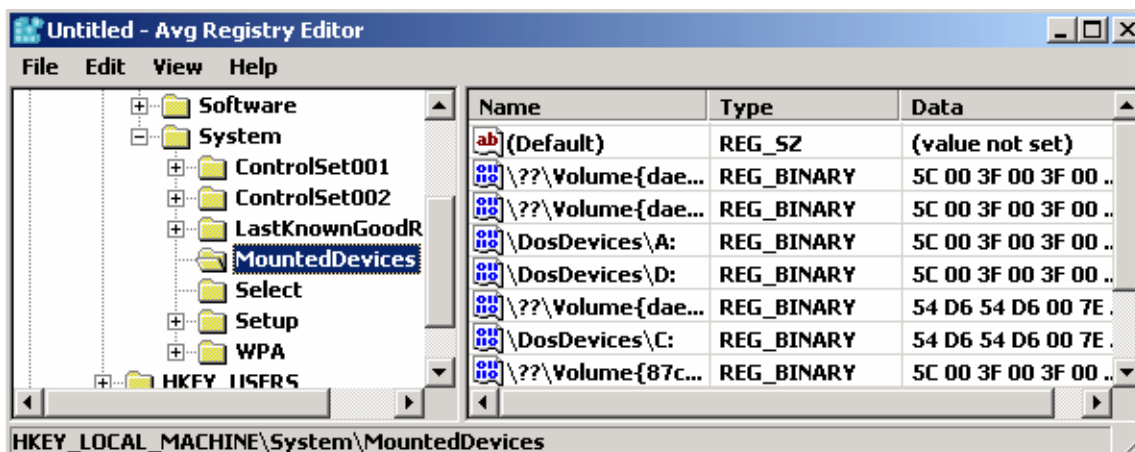 Untitled - Avg Registry Editor
File Edit View Help
Software
System
ControlSet001
ControlSet002
LastKnownGoodR
MountedDevices
Select
Setup
WPA
HKEY_USERS
Name Type Data
(Default) REG_SZ (value not set)
\??\Volume{dae... REG_BINARY 5C 00 3F 00 3F 00 ..
\??\Volume{dae... REG_BINARY 5C 00 3F 00 3F 00 ..
\DosDevices\A: REG_BINARY 5C 00 3F 00 3F 00 ..
\DosDevices\D: REG_BINARY 5C 00 3F 00 3F 00 ..
\??\Volume{dae... REG_BINARY 54 D6 54 D6 00 7E .
\DosDevices\C: REG_BINARY 54 D6 54 D6 00 7E .
\??\Volume{87c... REG_BINARY 5C 00 3F 00 3F 00 ..
HKEY_LOCAL_MACHINE\System\MountedDevices